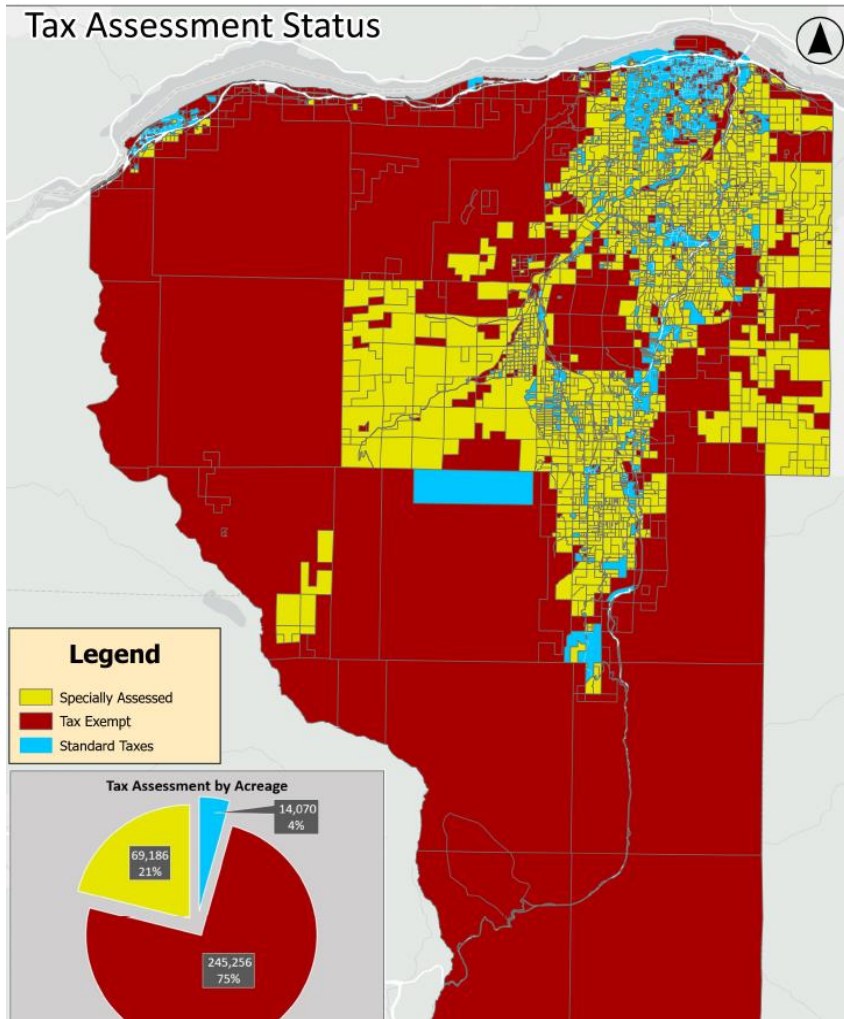 Tax Assessment Status
Legend
Specially Assessed
Tax Exempt
Standard Taxes
Tax Assessment by Acreage
14,070
4%
69,186
21%
245,256
75%